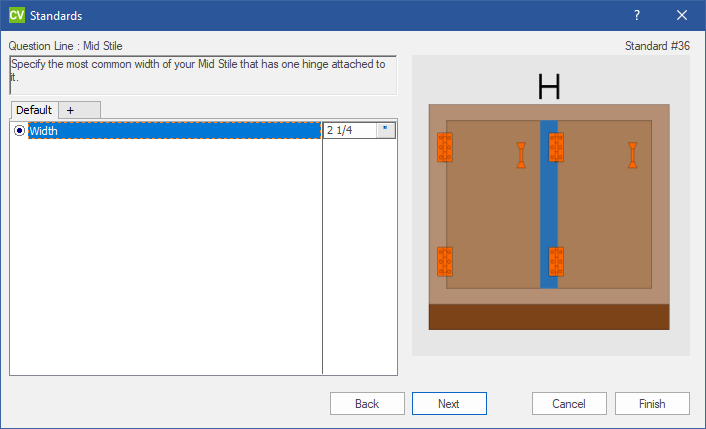 CV Standards ?
Question Line : Mid Stile
Standard #36
Specify the most common width of your Mid Stile that has one hinge attached to
it.
Default +
Width 2 1/4 "
H
Back Next Cancel Finish